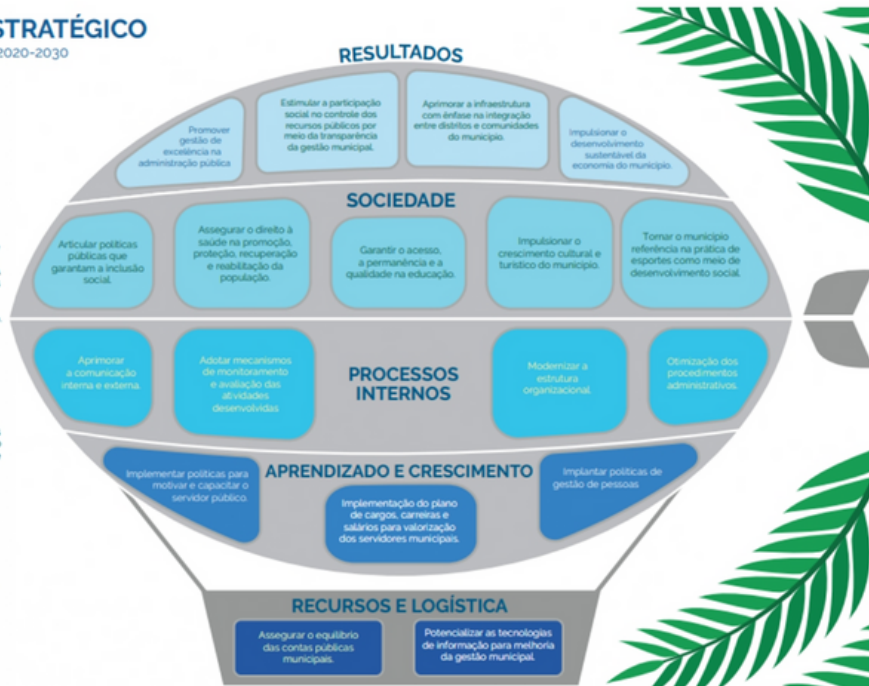 STRATÉGICO
2020-2030
RESULTADOS
Promover
gestão de
excelência na
administração pública
Estimular a participação
social no controle dos
recursos públicos por
meio da transparência
da gestão municipal.
Aprimorar a infraestrutura
com ênfase na integração
entre distritos e comunidades
do município.
Impulsionar o
desenvolvimento
sustentável da
economia do município.
SOCIEDADE
Articular políticas
públicas que
garantam a inclusão
social.
Assegurar o direito à
saúde na promoção,
proteção, recuperação
e reabilitação da
população.
Garantir o acesso,
a permanência e a
qualidade na educação.
Impulsionar o
crescimento cultural e
turístico do município.
Tornar o município
referência na prática de
esportes como meio de
desenvolvimento social.
Aprimorar
a comunicação
interna e externa.
Adotar mecanismos
de monitoramento
e avaliação das
atividades
desenvolvidas
PROCESSOS
INTERNOS
Modernizar a
estrutura
organizacional.
Otimização dos
procedimentos
administrativos.
APRENDIZADO E CRESCIMENTO
Implementar políticas para
motivar e capacitar o
servidor público.
Implementação do plano
de cargos, carreiras e
salários para valorização
dos servidores municipais.
Implantar políticas de
gestão de pessoas
RECURSOS E LOGÍSTICA
Assegurar o equilíbrio
das contas públicas
municipais.
Potencializar as tecnologias
de informação para melhoria
da gestão municipal.